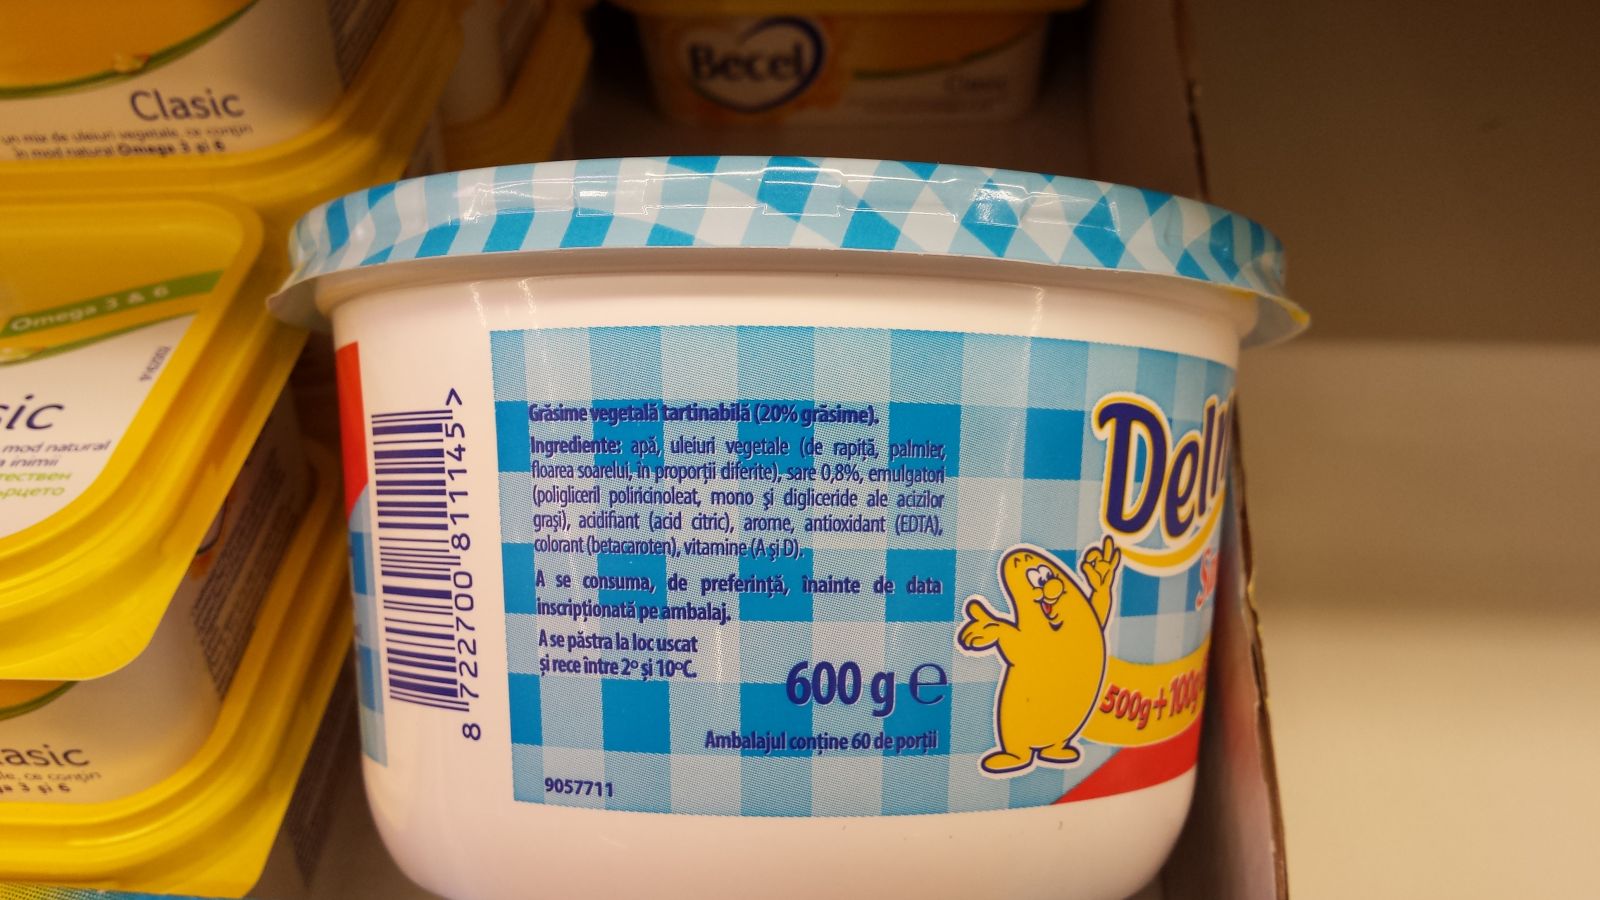 Clasic
un mix de uleiuri vegetale, ce conțin
în mod natural Omega 3 și 6
Becel
Omega 3 & 6
sic
mod natural
inimii
Grăsime vegetală tartinabilă (20% grăsime).
Ingrediente: apă, uleiuri vegetale (de rapiță, palmier,
floarea soarelui, în proporții diferite), sare 0,8%, emulgatori
(poligliceril poliricinoleat, mono și digliceride ale acizilor
grași), acidifiant (acid citric), arome, antioxidant (EDTA),
colorant (betacaroten), vitamine (A și D).
A se consuma, de preferință, înainte de data
inscripționată pe ambalaj.
A se păstra la loc uscat
și rece între 2° și 10°C.
600 g e
Ambalajul conține 60 de porții
9057711
8 722700 811145 >
Del
500g+100g
asic
ce conțin
3 și 6